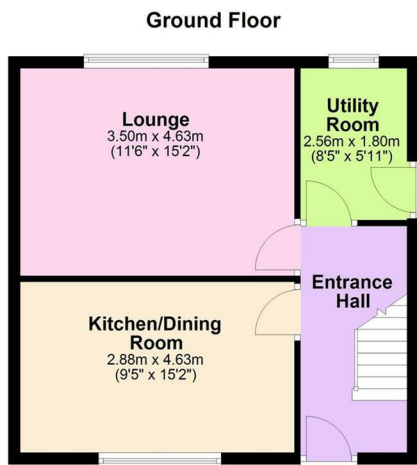 Ground Floor
Lounge
3.50m x 4.63m
(11'6" x 15'2")
Utility
Room
2.56m x 1.80m
(8'5" x 5'11")
Entrance
Hall
Kitchen/Dining
Room
2.88m x 4.63m
(9'5" x 15'2")